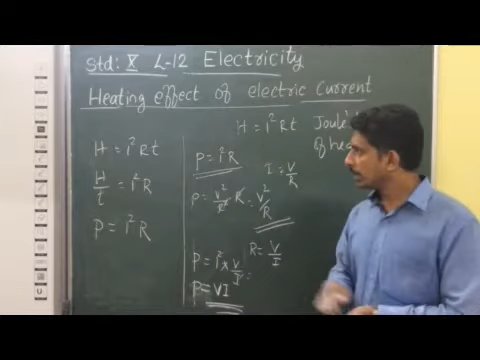 Std: X L-12 Electricity
Heating effect of electric Current
H = i²Rt Joule's
of
H = i²Rt
H/t = i²R
P = i²R
P = i²R
I = V/R
P = V²/R² R = V²/R
P = i² x V/I =
R = V/I
P = VI